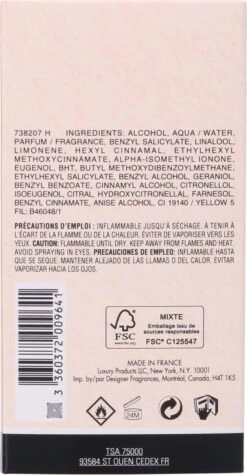 738207 H INGREDIENTS: ALCOHOL, AQUA / WATER,
PARFUM / FRAGRANCE, BENZYL SALICYLATE, LINALOOL,
LIMONENE, HEXYL CINNAMAL, ETHYLHEXYL
METHOXYCINNAMATE, ALPHA-ISOMETHYL IONONE,
EUGENOL, BHT, BUTYL METHOXYDIBENZOYLMETHANE,
ETHYLHEXYL SALICYLATE, BENZYL ALCOHOL, GERANIOL,
BENZYL BENZOATE, CINNAMYL ALCOHOL, CITRONELLOL,
ISOEUGENOL, CITRAL, HYDROXYCITRONELLAL, FARNESOL,
BENZYL CINNAMATE, ANISE ALCOHOL, CI 19140 / YELLOW 5
FIL: B46048/1
PRÉCAUTIONS D'EMPLOI : INFLAMMABLE JUSQU'À SÉCHAGE. À TENIR À
L'ÉCART DE LA FLAMME OU DE LA CHALEUR. ÉVITER DE VAPORISER VERS LES
YEUX. CAUTION: FLAMMABLE UNTIL DRY. KEEP AWAY FROM FLAMES AND HEAT.
AVOID SPRAYING IN EYES. PRECAUCIONES DE EMPLEO: INFLAMABLE HASTA QUE
SE SEQUE. MANTENER ALEJADO DE LAS LLAMAS O DEL CALOR. EVITAR
VAPORIZAR HACIA LOS OJOS.
3 360372 009641
FSC
www.fsc.org
MIXTE
Emballage issu de
sources responsables
FSC® C125547
MADE IN FRANCE
Luxury Products LLC, New York, NY 10001
Imp. by/par Designer Fragrances, Montréal, Canada, H4T 1K5
24M
TSA 75000
93584 ST OUEN CEDEX FR